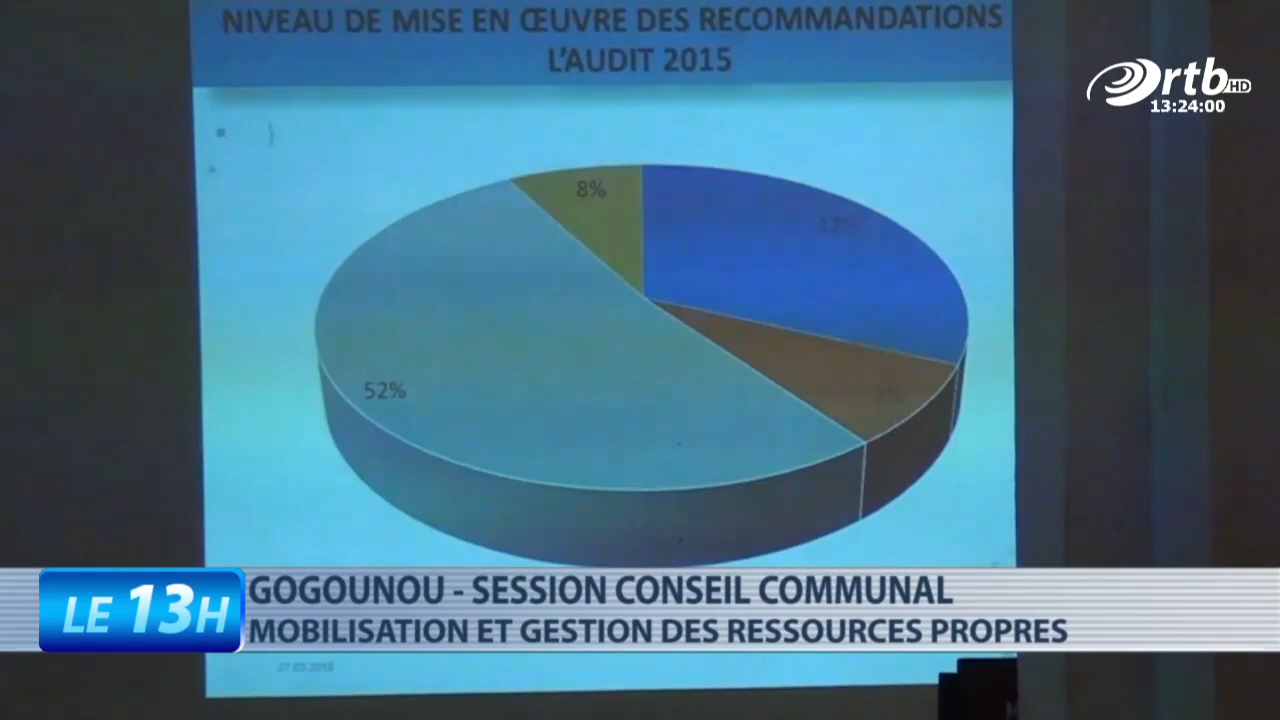 NIVEAU DE MISE EN ŒUVRE DES RECOMMANDATIONS
L'AUDIT 2015
ortb HD
13:24:00
8%
52%
GOGOUNOU - SESSION CONSEIL COMMUNAL
LE 13H
MOBILISATION ET GESTION DES RESSOURCES PROPRES